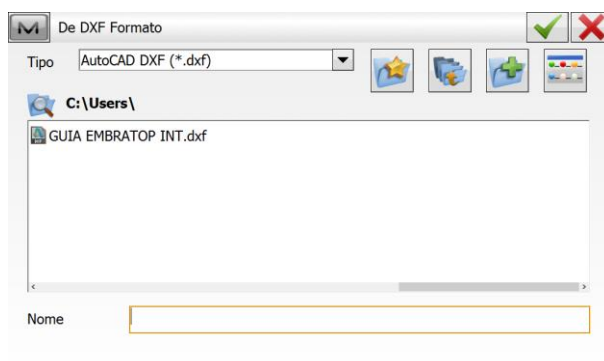 De DXF Formato
Tipo AutoCAD DXF (*.dxf)
C:\Users\
GUIA EMBRATOP INT.dxf
Nome